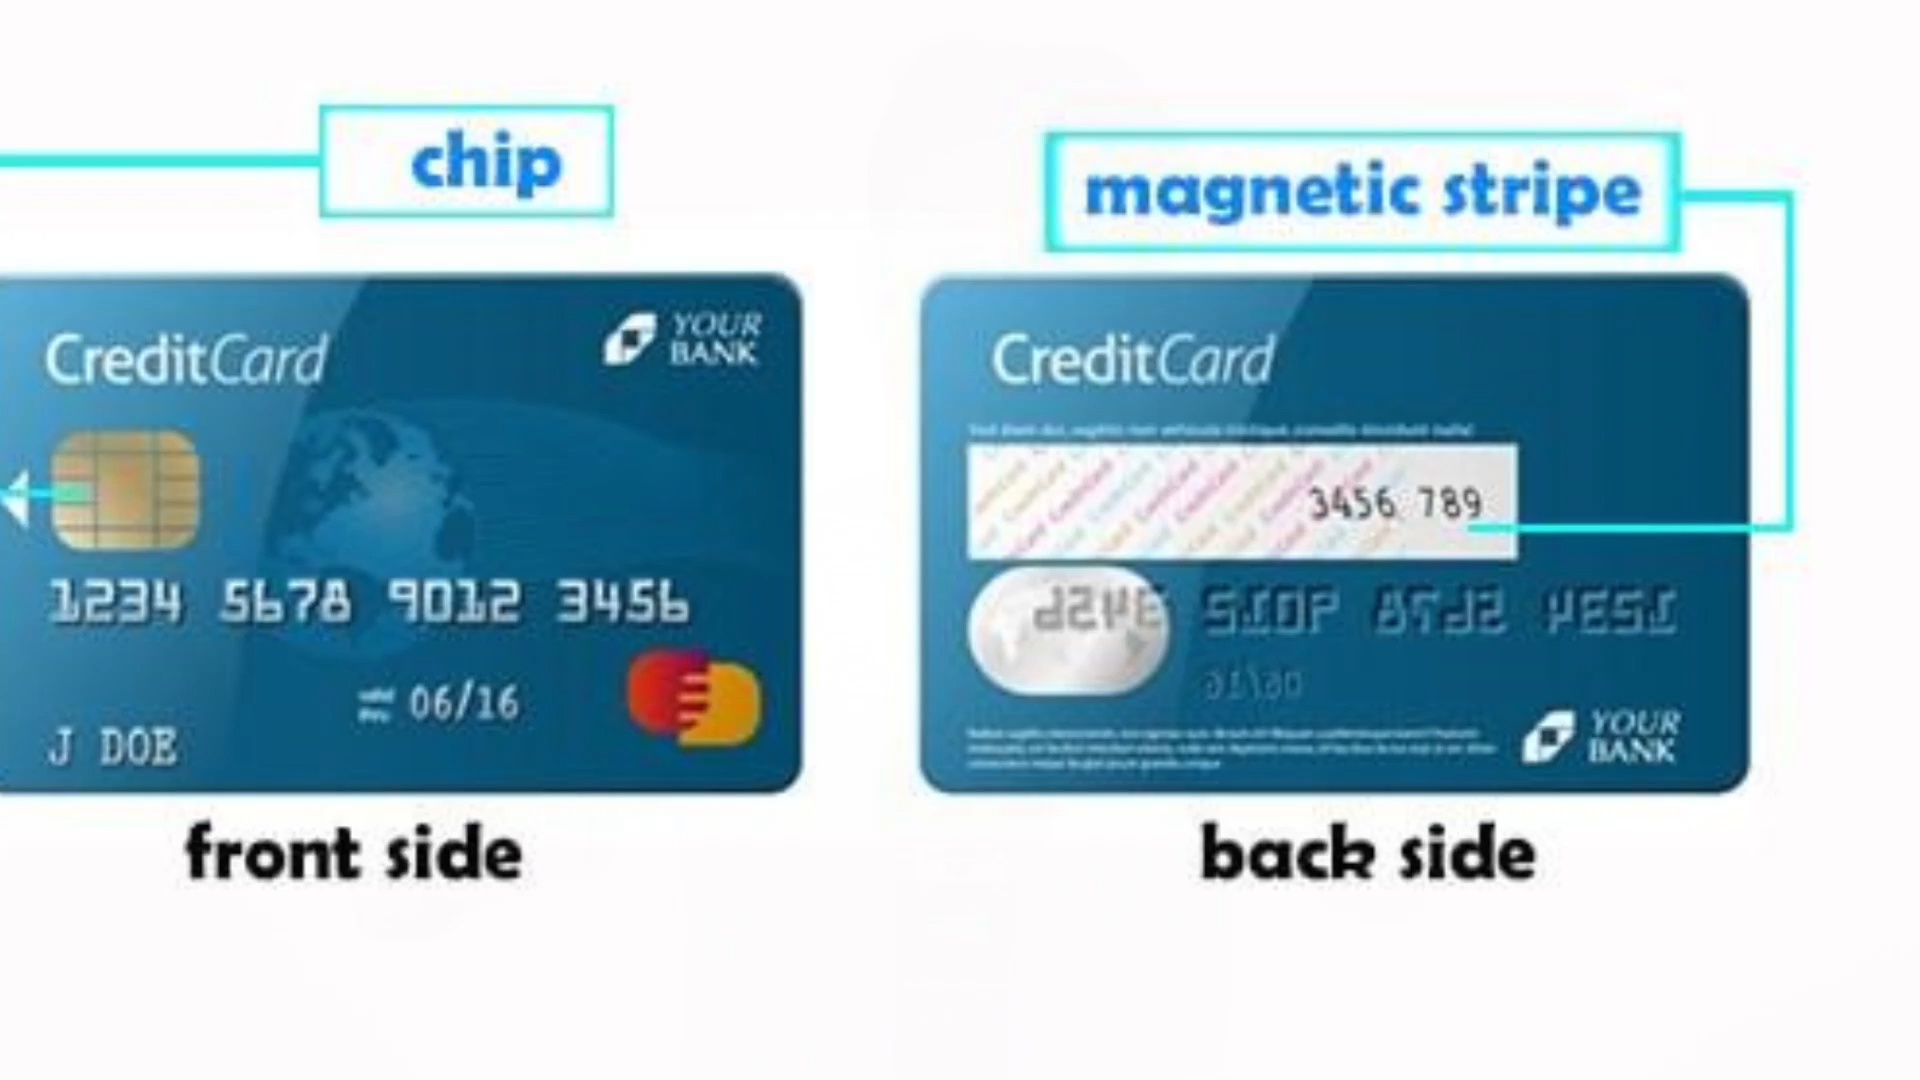 chip
magnetic stripe
CreditCard
YOUR
BANK
1234 5678 9012 3456
06/16
J DOE
front side
CreditCard
3456 789
YOUR
BANK
back side